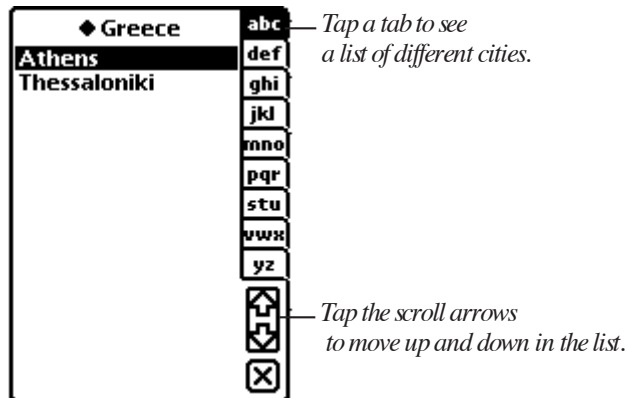 ◆ Greece
Athens
Thessaloniki
abc
def
ghi
jkl
mno
pqr
stu
vwx
yz
Tap a tab to see
a list of different cities.
Tap the scroll arrows
to move up and down in the list.